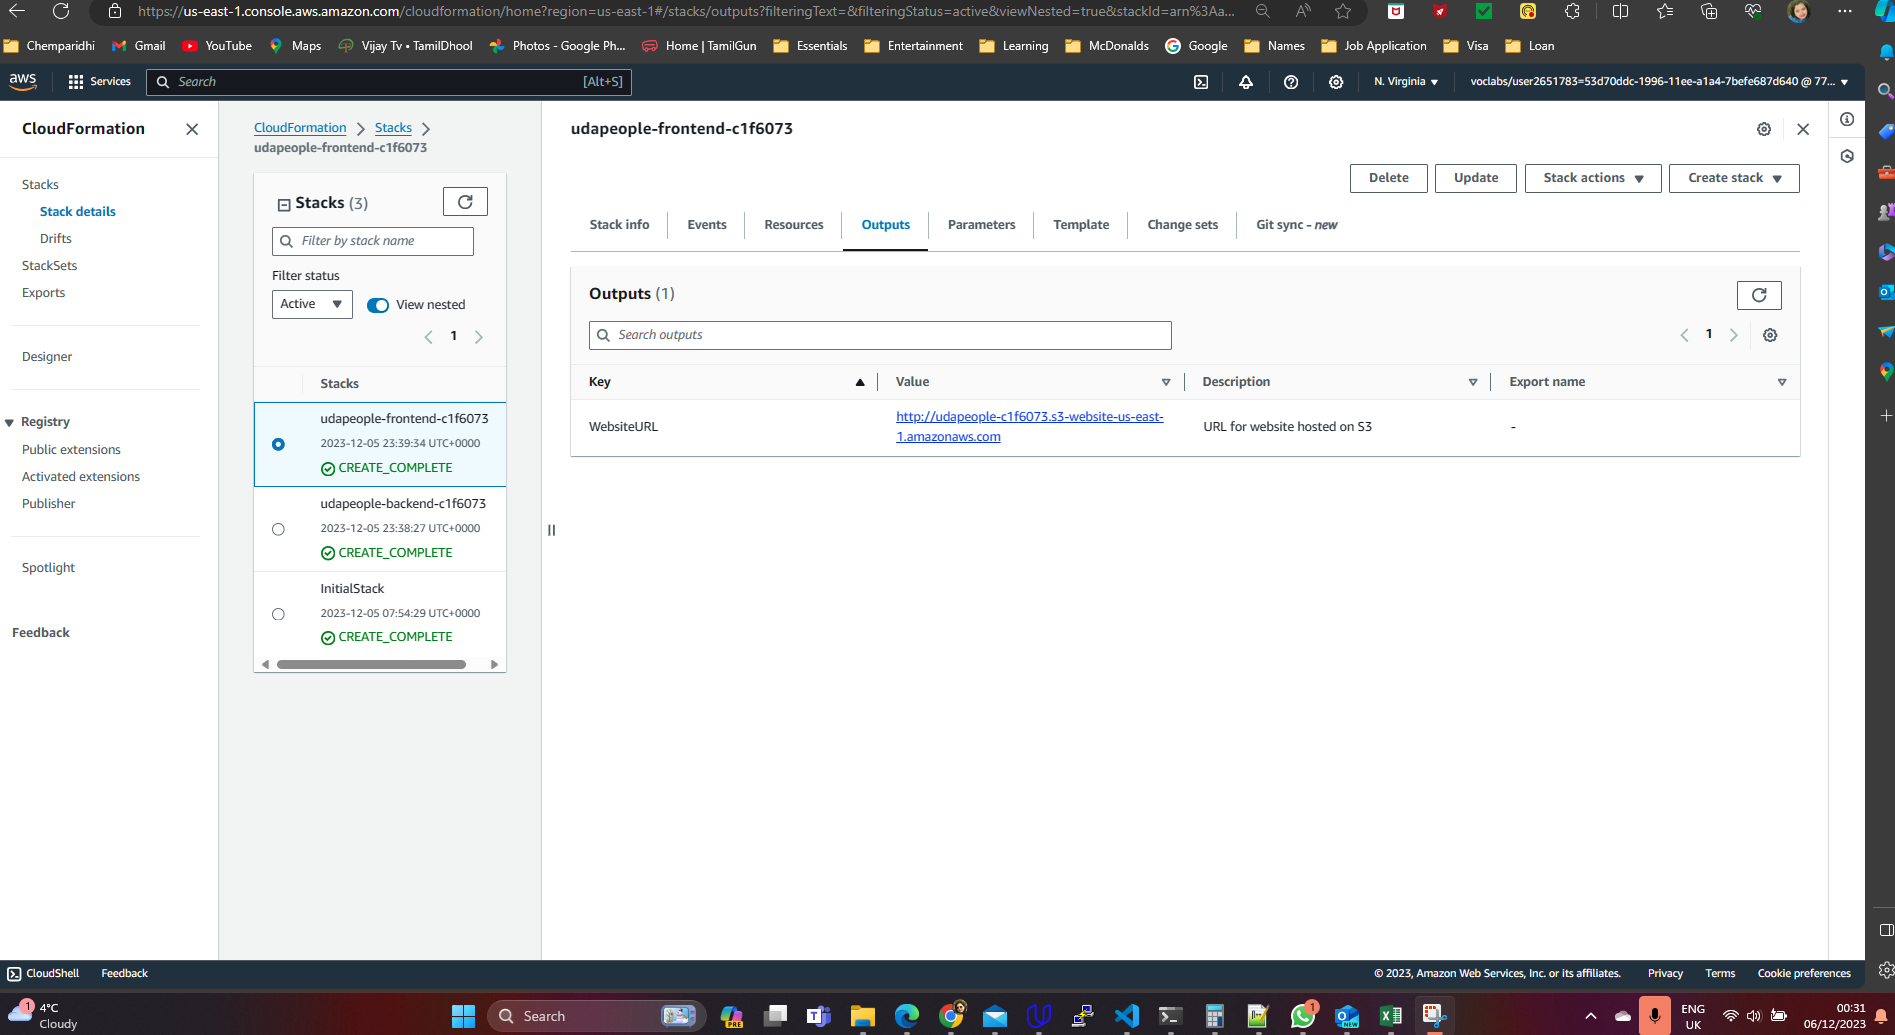 https://us-east-1.console.aws.amazon.com/cloudformation/home?region=us-east-1#/stacks/outputs?filteringText=&filteringStatus=active&viewNested=true&stackId=arn%3Aa...
Chemparidhi
Gmail
YouTube
Maps
Vijay Tv • TamilDhool
Photos - Google Ph...
Home | TamilGun
Essentials
Entertainment
Learning
McDonalds
Google
Names
Job Application
Visa
Loan
aws
Services
Search
[Alt+S]
N. Virginia
voclabs/user2651783=53d70ddc-1996-11ee-a1a4-7befe687d640 @ 77...
CloudFormation
Stacks
Stack details
Drifts
StackSets
Exports
Designer
Registry
Public extensions
Activated extensions
Publisher
Spotlight
Feedback
CloudFormation
Stacks
udapeople-frontend-c1f6073
Stacks (3)
Filter by stack name
Filter status
Active
View nested
1
Stacks
udapeople-frontend-c1f6073
2023-12-05 23:39:34 UTC+0000
CREATE_COMPLETE
udapeople-backend-c1f6073
2023-12-05 23:38:27 UTC+0000
CREATE_COMPLETE
InitialStack
2023-12-05 07:54:29 UTC+0000
CREATE_COMPLETE
udapeople-frontend-c1f6073
Delete
Update
Stack actions
Create stack
Stack info
Events
Resources
Outputs
Parameters
Template
Change sets
Git sync - new
Outputs (1)
Search outputs
1
Key
Value
Description
Export name
WebsiteURL
http://udapeople-c1f6073.s3-website-us-east-
1.amazonaws.com
URL for website hosted on S3
-
CloudShell
Feedback
© 2023, Amazon Web Services, Inc. or its affiliates.
Privacy
Terms
Cookie preferences
1
4°C
Cloudy
Search
PRE
1
NEW
ENG
UK
00:31
06/12/2023